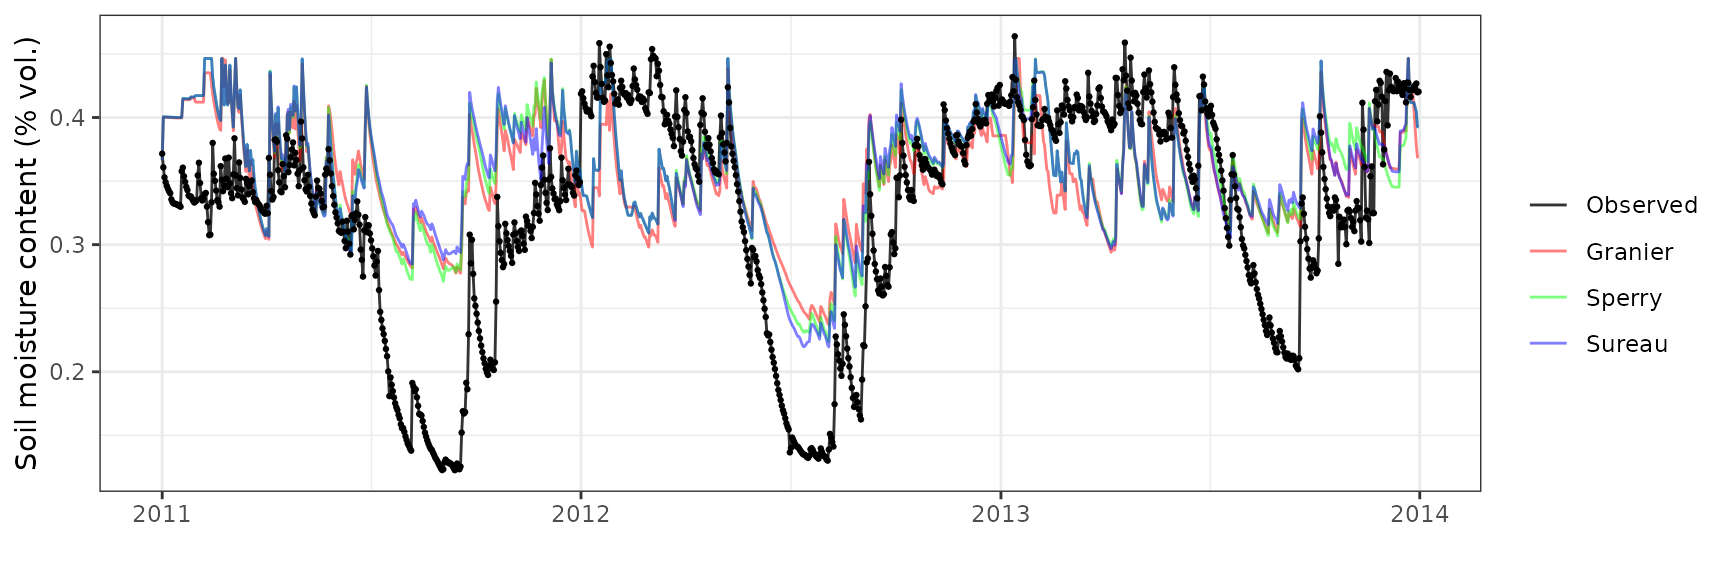 Soil moisture content (% vol.)
0.4
0.3
0.2
2011
2012
2013
2014
Observed
Granier
Sperry
Sureau